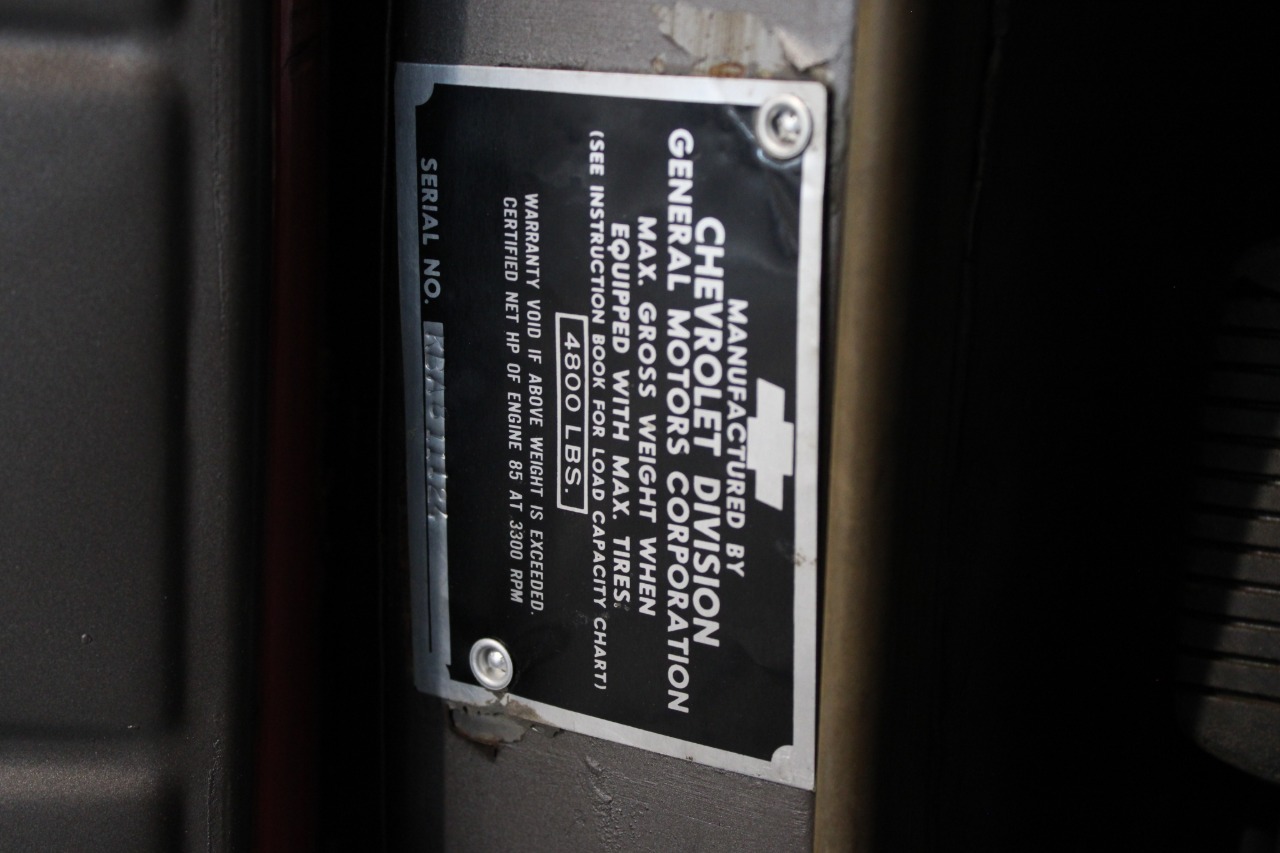 MANUFACTURED BY
CHEVROLET DIVISION
GENERAL MOTORS CORPORATION
MAX. GROSS WEIGHT WHEN
EQUIPPED WITH MAX. TIRES
(SEE INSTRUCTION BOOK FOR LOAD CAPACITY CHART)
4800 LBS.
WARRANTY VOID IF ABOVE WEIGHT IS EXCEEDED.
CERTIFIED NET HP OF ENGINE 85 AT 3300 RPM
SERIAL NO.